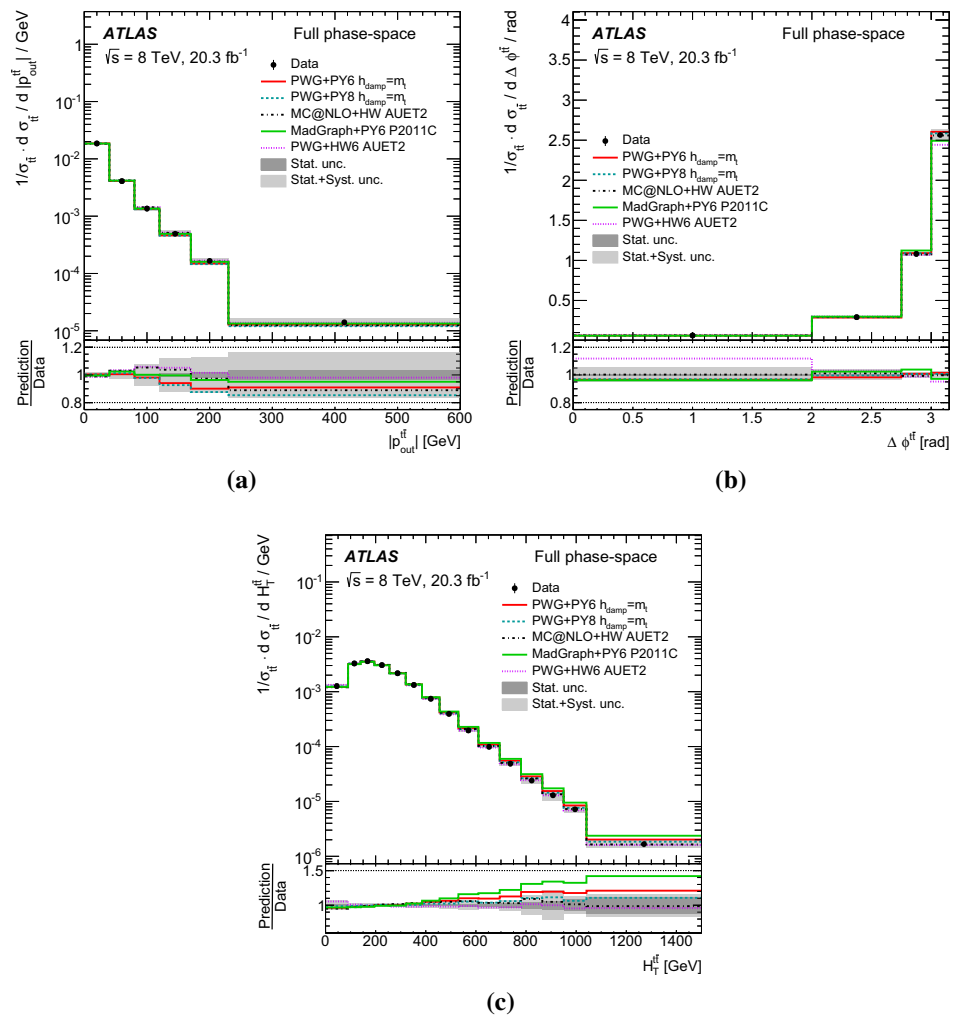 ATLAS Full phase-space
√s = 8 TeV, 20.3 fb⁻¹
Data
PWG+PY6 h_damp=m_t
PWG+PY8 h_damp=m_t
MC@NLO+HW AUET2
MadGraph+PY6 P2011C
PWG+HW6 AUET2
Stat. unc.
Stat.+Syst. unc.
1/σ_tt̄ · d σ_tt̄ / d |p_out^tt̄| / GeV
1
10⁻¹
10⁻²
10⁻³
10⁻⁴
10⁻⁵
Prediction
Data
1.2
1
0.8
0 100 200 300 400 500 600
|p_out^tt̄| [GeV]
(a)
ATLAS Full phase-space
√s = 8 TeV, 20.3 fb⁻¹
Data
PWG+PY6 h_damp=m_t
PWG+PY8 h_damp=m_t
MC@NLO+HW AUET2
MadGraph+PY6 P2011C
PWG+HW6 AUET2
Stat. unc.
Stat.+Syst. unc.
1/σ_tt̄ · d σ_tt̄ / d Δ ϕ^tt̄ / rad
4
3.5
3
2.5
2
1.5
1
0.5
Prediction
Data
1.2
1
0.8
0 0.5 1 1.5 2 2.5 3
Δ ϕ^tt̄ [rad]
(b)
ATLAS Full phase-space
√s = 8 TeV, 20.3 fb⁻¹
Data
PWG+PY6 h_damp=m_t
PWG+PY8 h_damp=m_t
MC@NLO+HW AUET2
MadGraph+PY6 P2011C
PWG+HW6 AUET2
Stat. unc.
Stat.+Syst. unc.
1/σ_tt̄ · d σ_tt̄ / d H_T^tt̄ / GeV
10⁻¹
10⁻²
10⁻³
10⁻⁴
10⁻⁵
10⁻⁶
Prediction
Data
1.5
1
0 200 400 600 800 1000 1200 1400
H_T^tt̄ [GeV]
(c)